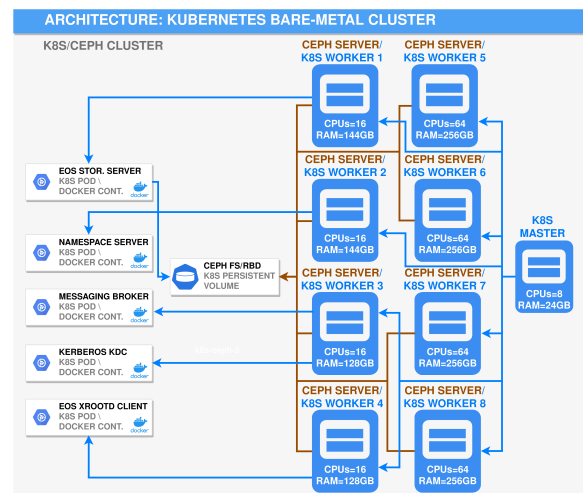 ARCHITECTURE: KUBERNETES BARE-METAL CLUSTER
K8S/CEPH CLUSTER
CEPH SERVER/
K8S WORKER 1
CPUs=16
RAM=144GB
CEPH SERVER/
K8S WORKER 5
CPUs=64
RAM=256GB
EOS STOR. SERVER
K8S POD \
DOCKER CONT.
docker
CEPH SERVER/
K8S WORKER 2
CPUs=16
RAM=144GB
CEPH SERVER/
K8S WORKER 6
CPUs=64
RAM=256GB
K8S
MASTER
CPUs=8
RAM=24GB
NAMESPACE SERVER
K8S POD \
DOCKER CONT.
docker
CEPH FS/RBD
K8S PERSISTENT
VOLUME
CEPH SERVER/
K8S WORKER 3
CPUs=16
RAM=128GB
CEPH SERVER/
K8S WORKER 7
CPUs=64
RAM=256GB
MESSAGING BROKER
K8S POD \
DOCKER CONT.
docker
KERBEROS KDC
K8S POD \
DOCKER CONT.
docker
CEPH SERVER/
K8S WORKER 4
CPUs=16
RAM=128GB
CEPH SERVER/
K8S WORKER 8
CPUs=64
RAM=256GB
EOS XROOTD CLIENT
K8S POD \
DOCKER CONT.
docker